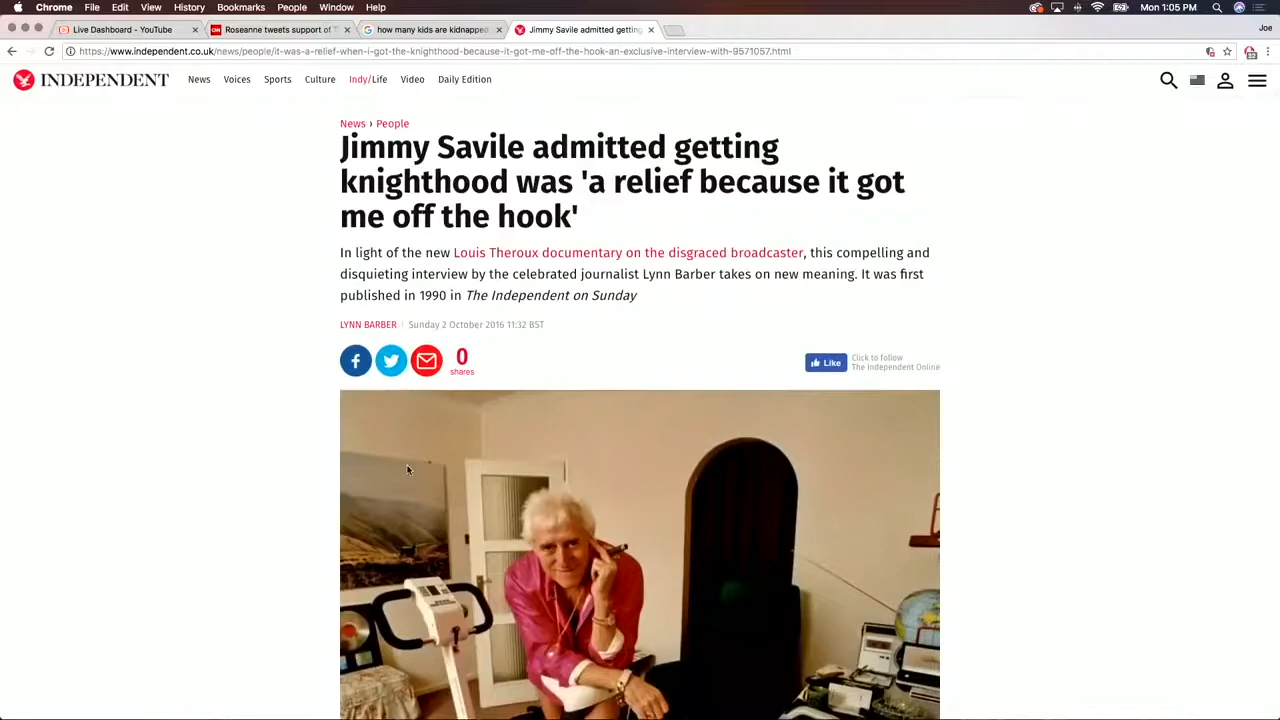 Chrome File Edit View History Bookmarks People Window Help
Mon 1:05 PM
Live Dashboard - YouTube
Roseanne tweets support of T
how many kids are kidnapped
Jimmy Savile admitted getting
Joe
https://www.independent.co.uk/news/people/it-was-a-relief-when-i-got-the-knighthood-because-it-got-me-off-the-hook-an-exclusive-interview-with-9571057.html
INDEPENDENT
News Voices Sports Culture Indy/Life Video Daily Edition
News › People
Jimmy Savile admitted getting
knighthood was 'a relief because it got
me off the hook'
In light of the new Louis Theroux documentary on the disgraced broadcaster, this compelling and
disquieting interview by the celebrated journalist Lynn Barber takes on new meaning. It was first
published in 1990 in The Independent on Sunday
LYNN BARBER | Sunday 2 October 2016 11:32 BST
0
shares
Like
Click to follow
The Independent Online